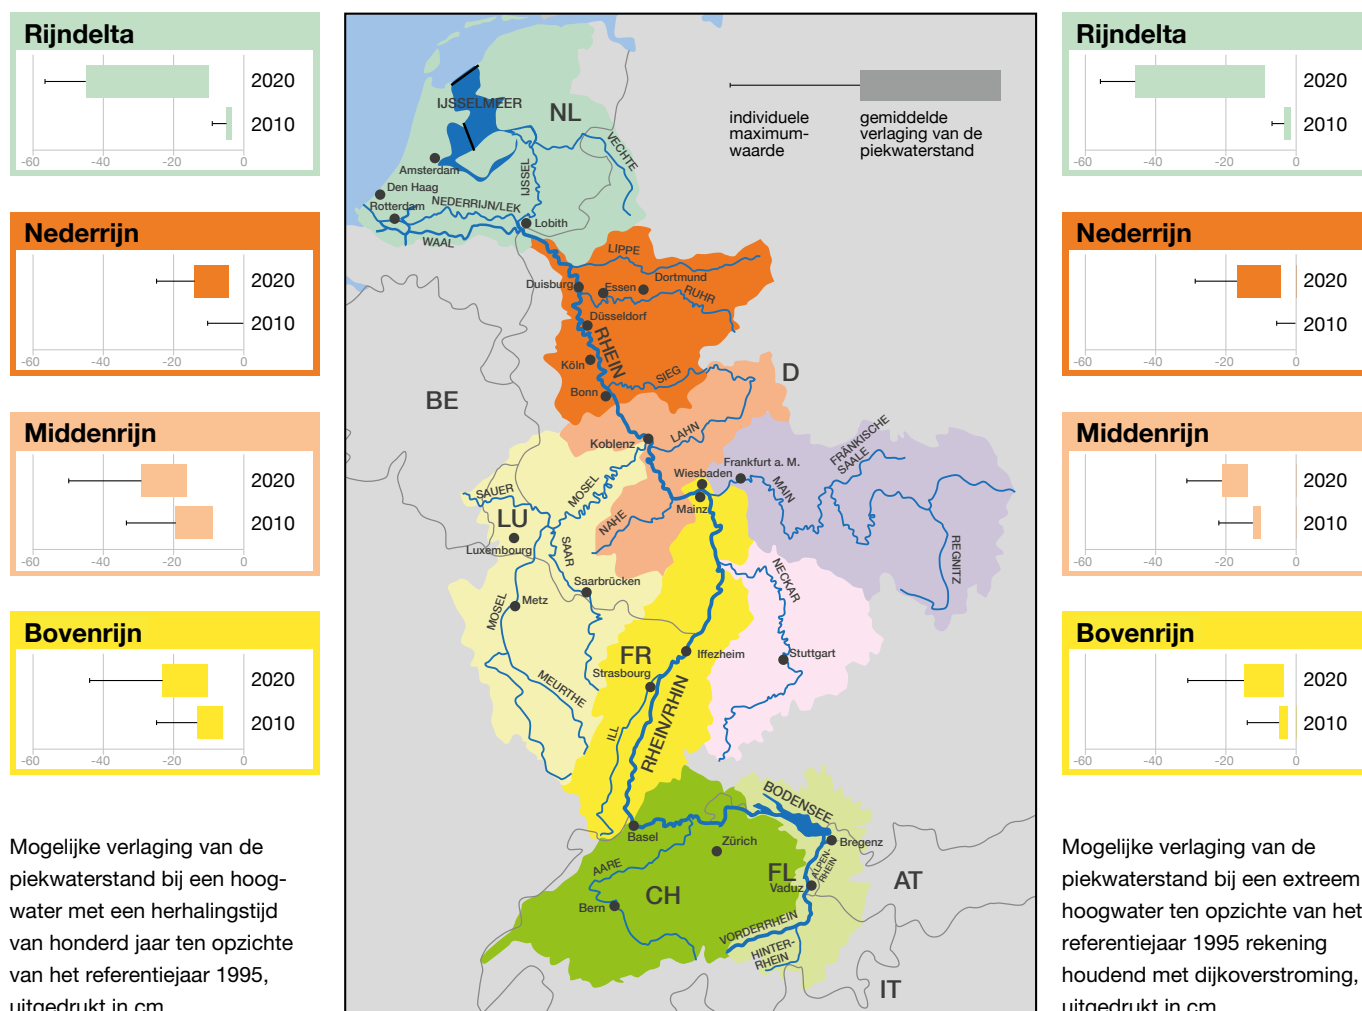 Rijndelta
2020
2010
-60
-40
-20
0
Nederrijn
2020
2010
-60
-40
-20
0
Middenrijn
2020
2010
-60
-40
-20
0
Bovenrijn
2020
2010
-60
-40
-20
0
Mogelijke verlaging van de
piekwaterstand bij een hoog-
water met een herhalingstijd
van honderd jaar ten opzichte
van het referentiejaar 1995,
uitgedrukt in cm
individuele
maximum-
waarde
gemiddelde
verlaging van de
piekwaterstand
IJSSELMEER
NL
VECHTE
Amsterdam
IJSSEL
Den Haag
Rotterdam
NEDERRIJN/LEK
Lobith
WAAL
LIPPE
Duisburg
Essen
Dortmund
RUHR
Düsseldorf
RHEIN
Köln
SIEG
D
Bonn
BE
LAHN
Koblenz
FRÄNKISCHE
SAALE
Frankfurt a. M.
Wiesbaden
MAIN
Mainz
SAUER
MOSEL
LU
NAHE
Luxembourg
SAAR
REGNITZ
Saarbrücken
NECKAR
MOSEL
Metz
FR
Iffezheim
Stuttgart
Strasbourg
MEURTHE
RHEIN/RHIN
ILL
BODENSEE
Basel
Zürich
Bregenz
AARE
FL
ALPEN-
RHEIN
Vaduz
AT
CH
Bern
VORDERRHEIN
HINTER-
RHEIN
IT
Rijndelta
2020
2010
-60
-40
-20
0
Nederrijn
2020
2010
-60
-40
-20
0
Middenrijn
2020
2010
-60
-40
-20
0
Bovenrijn
2020
2010
-60
-40
-20
0
Mogelijke verlaging van de
piekwaterstand bij een extreem
hoogwater ten opzichte van het
referentiejaar 1995 rekening
houdend met dijkoverstroming,
uitgedrukt in cm